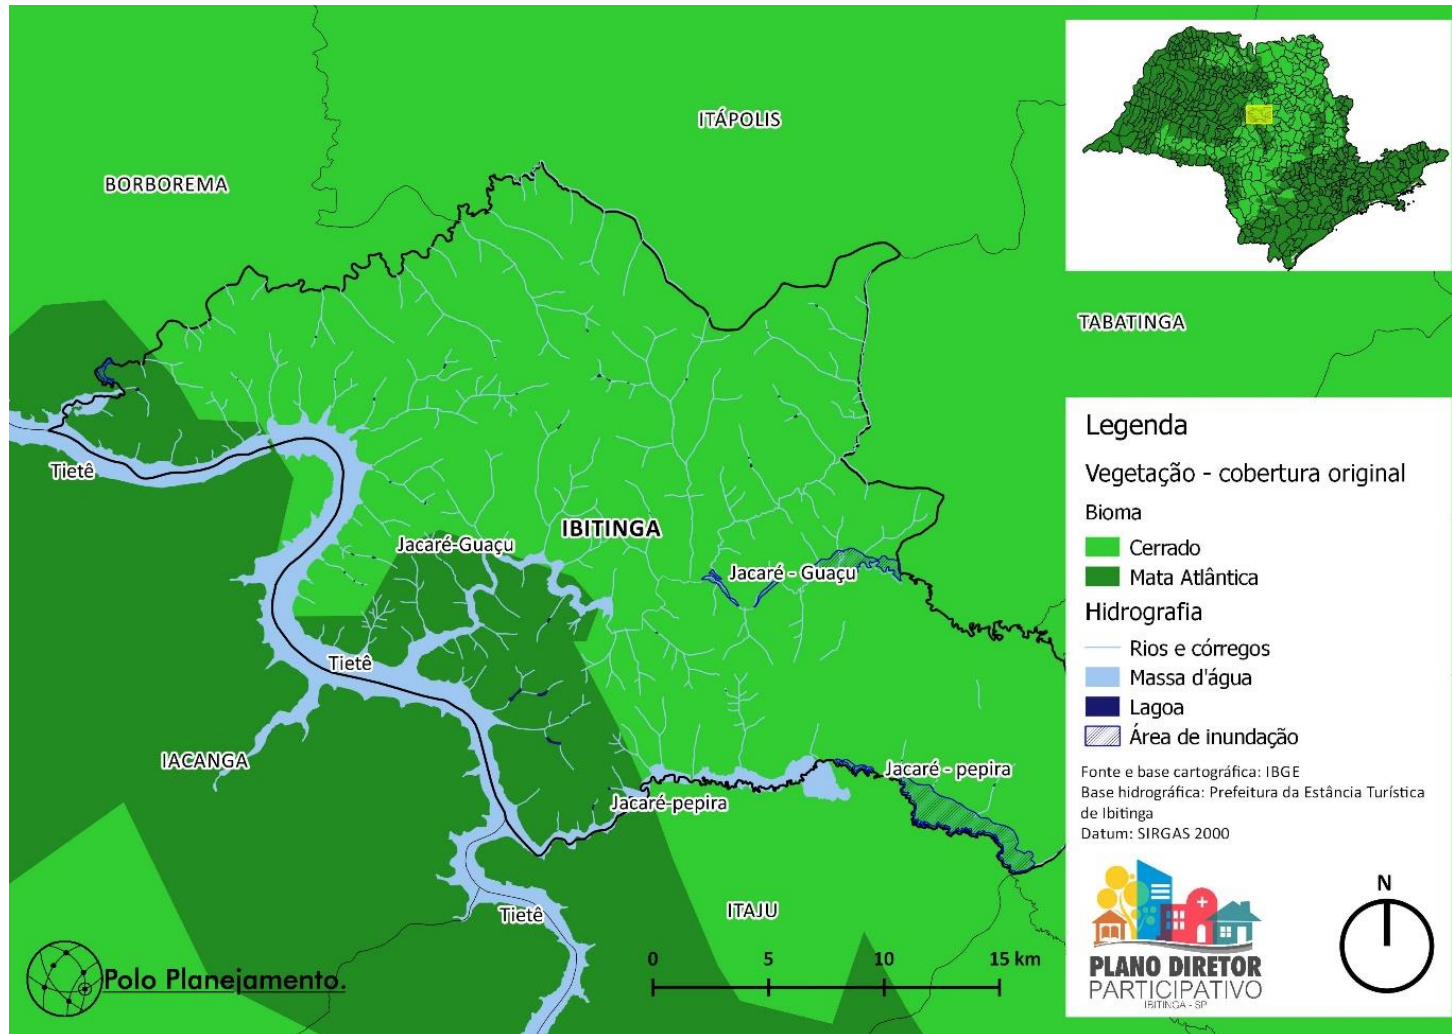 ITÁPOLIS
BORBOREMA
TABATINGA
Tietê
IBITINGA
Jacaré-Guaçu
Jacaré - Guaçu
Tietê
IACANGA
Jacaré - pepira
Jacaré-pepira
Tietê
ITAJU
0 5 10 15 km
Polo Planejamento.
Legenda
Vegetação - cobertura original
Bioma
Cerrado
Mata Atlântica
Hidrografia
Rios e córregos
Massa d'água
Lagoa
Área de inundação
Fonte e base cartográfica: IBGE
Base hidrográfica: Prefeitura da Estância Turística
de Ibitinga
Datum: SIRGAS 2000
PLANO DIRETOR
PARTICIPATIVO
IBITINGA - SP
N